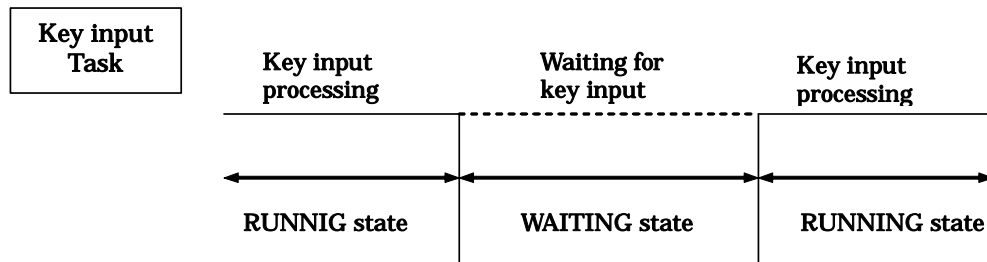 Key input
Task
Key input
processing
Waiting for
key input
Key input
processing
RUNNIG state
WAITING state
RUNNING state